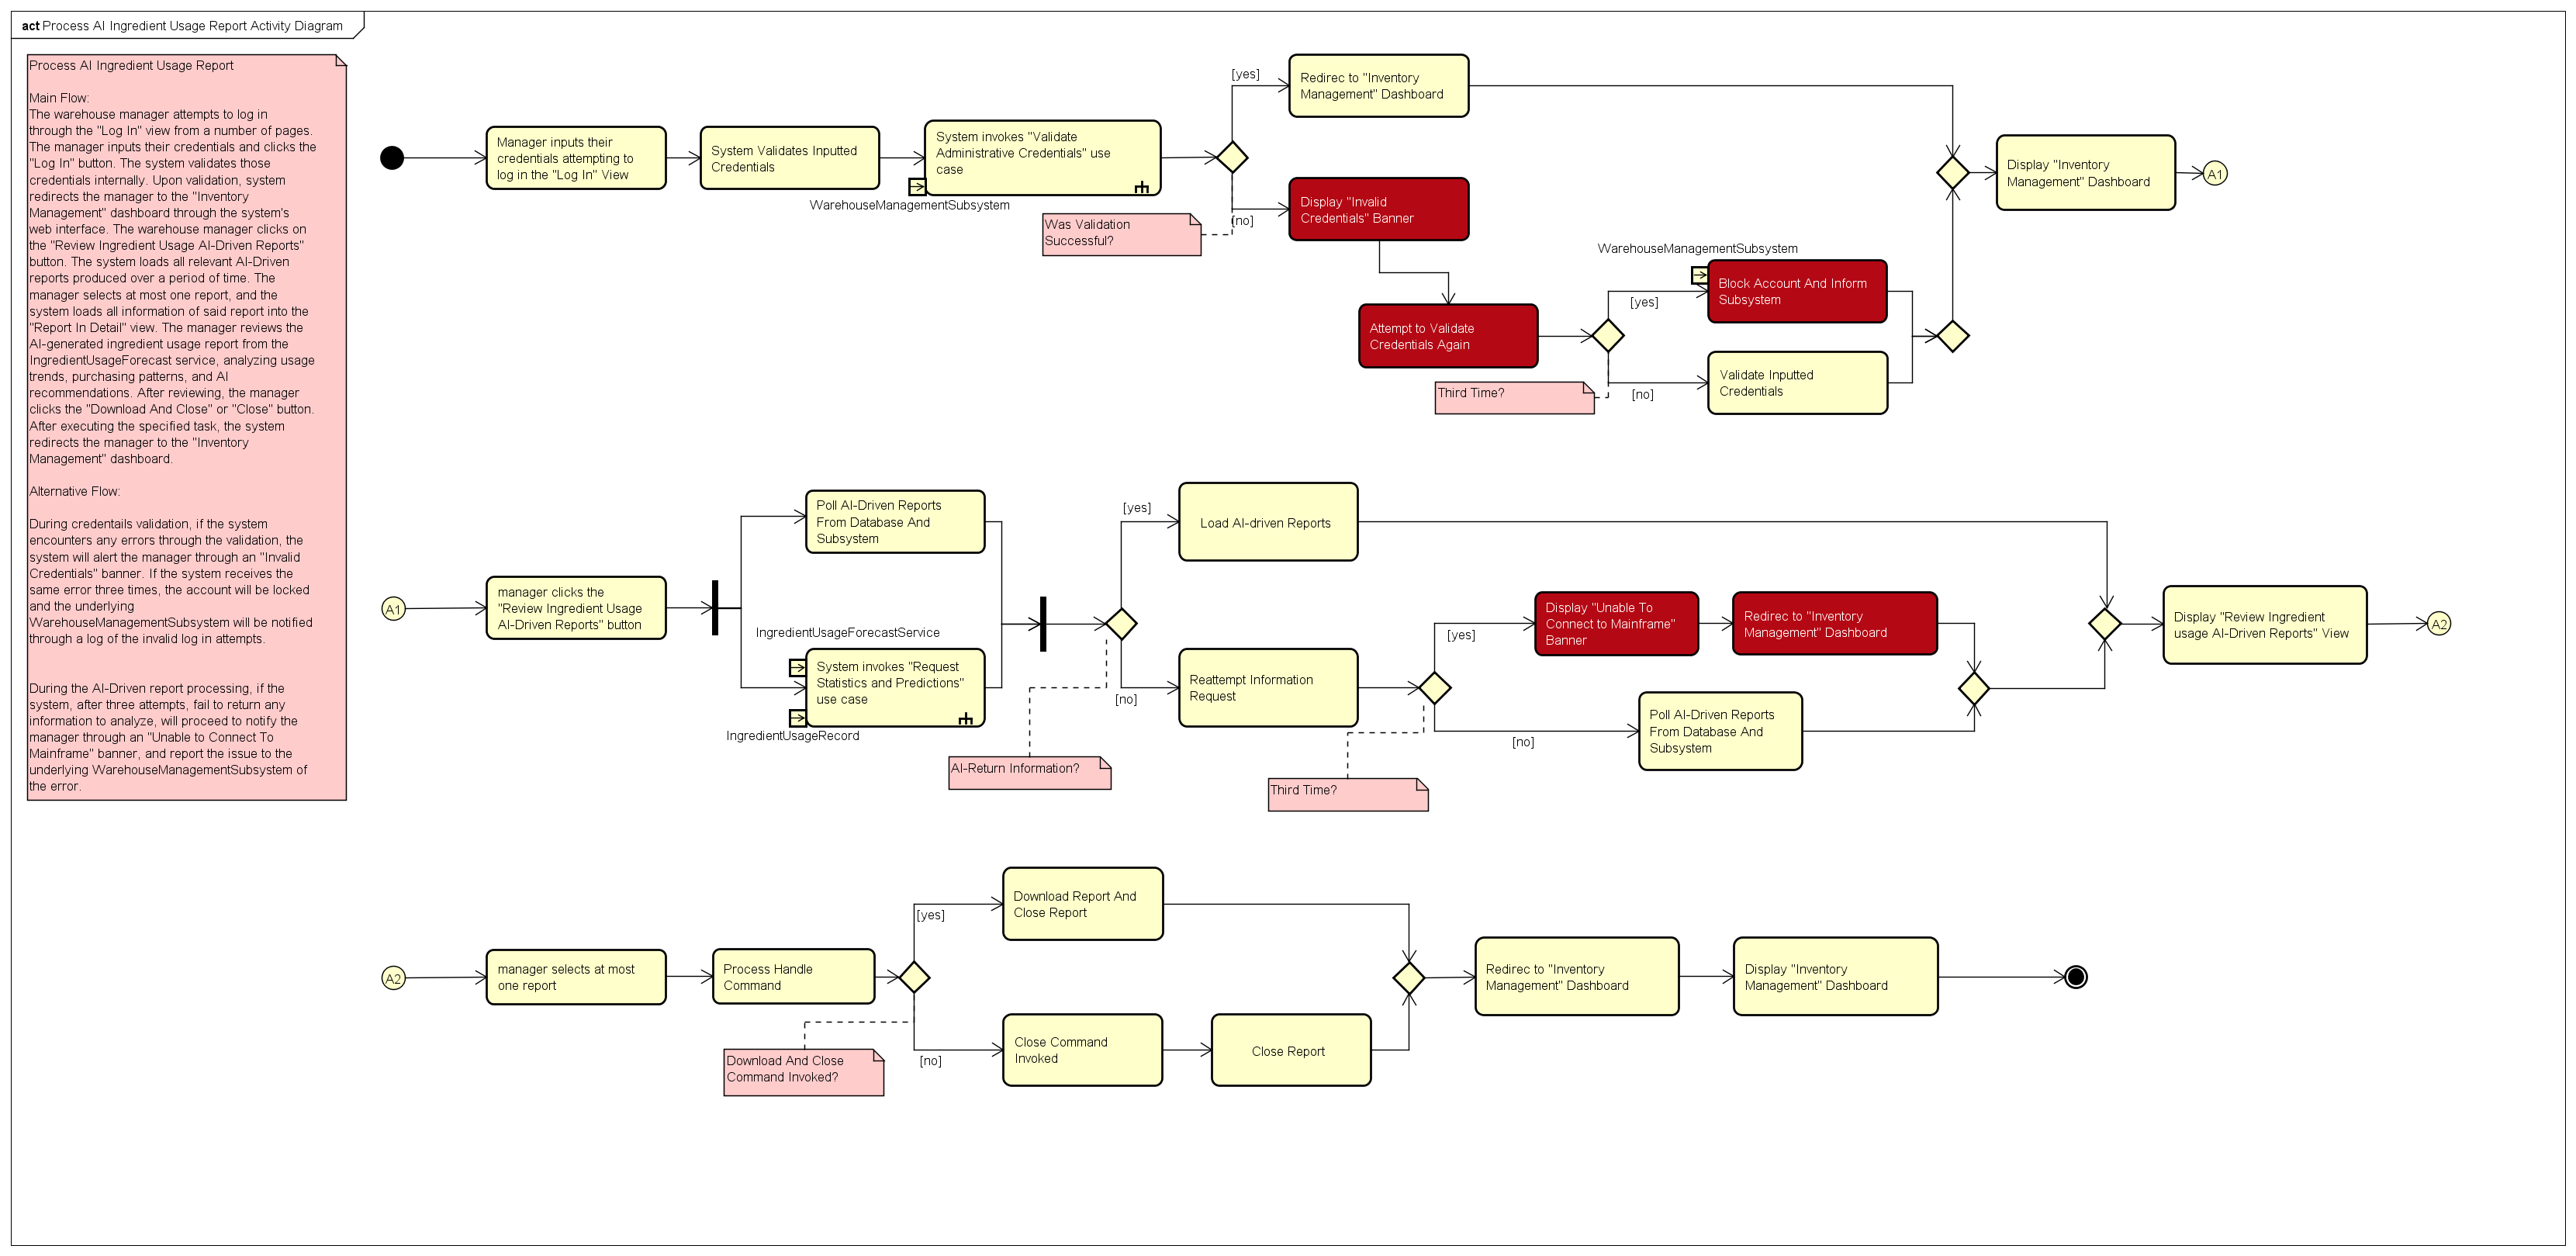 act Process AI Ingredient Usage Report Activity Diagram
Process AI Ingredient Usage Report
Main Flow:
The warehouse manager attempts to log in
through the "Log In" view from a number of pages.
The manager inputs their credentials and clicks the
"Log In" button. The system validates those
credentials internally. Upon validation, system
redirects the manager to the "Inventory
Management" dashboard through the system's
web interface. The warehouse manager clicks on
the "Review Ingredient Usage AI-Driven Reports"
button. The system loads all relevant AI-Driven
reports produced over a period of time. The
manager selects at most one report, and the
system loads all information of said report into the
"Report In Detail" view. The manager reviews the
AI-generated ingredient usage report from the
IngredientUsageForecast service, analyzing usage
trends, purchasing patterns, and AI
recommendations. After reviewing, the manager
clicks the "Download And Close" or "Close" button.
After executing the specified task, the system
redirects the manager to the "Inventory
Management" dashboard.
Alternative Flow:
During credentails validation, if the system
encounters any errors through the validation, the
system will alert the manager through an "Invalid
Credentials" banner. If the system receives the
same error three times, the account will be locked
and the underlying
WarehouseManagementSubsystem will be notified
through a log of the invalid log in attempts.
During the AI-Driven report processing, if the
system, after three attempts, fail to return any
information to analyze, will proceed to notify the
manager through an "Unable to Connect To
Mainframe" banner, and report the issue to the
underlying WarehouseManagementSubsystem of
the error.
Manager inputs their
credentials attempting to
log in the "Log In" View
System Validates Inputted
Credentials
System invokes "Validate
Administrative Credentials" use
case
WarehouseManagementSubsystem
[yes]
[no]
Was Validation
Successful?
Redirec to "Inventory
Management" Dashboard
Display "Invalid
Credentials" Banner
Attempt to Validate
Credentials Again
Third Time?
[yes]
[no]
WarehouseManagementSubsystem
Block Account And Inform
Subsystem
Validate Inputted
Credentials
Display "Inventory
Management" Dashboard
A1
A1
manager clicks the
"Review Ingredient Usage
AI-Driven Reports" button
Poll AI-Driven Reports
From Database And
Subsystem
IngredientUsageForecastService
System invokes "Request
Statistics and Predictions"
use case
IngredientUsageRecord
[yes]
[no]
AI-Return Information?
Load AI-driven Reports
Reattempt Information
Request
Third Time?
[yes]
[no]
Display "Unable To
Connect to Mainframe"
Banner
Redirec to "Inventory
Management" Dashboard
Poll AI-Driven Reports
From Database And
Subsystem
Display "Review Ingredient
usage AI-Driven Reports" View
A2
A2
manager selects at most
one report
Process Handle
Command
[yes]
[no]
Download And Close
Command Invoked?
Download Report And
Close Report
Close Command
Invoked
Close Report
Redirec to "Inventory
Management" Dashboard
Display "Inventory
Management" Dashboard